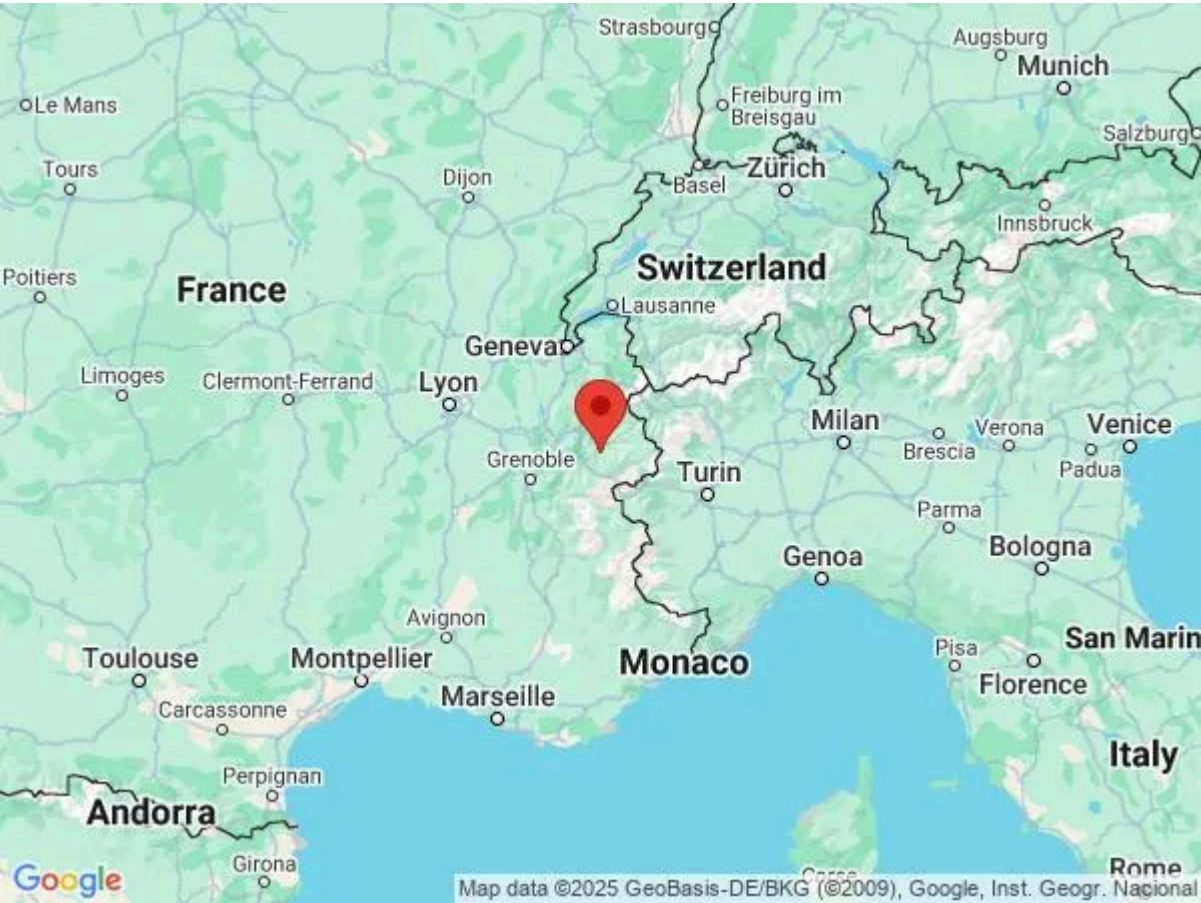 Strasbourg
Augsburg
Munich
Le Mans
Freiburg im
Breisgau
Salzburg
Tours
Dijon
Basel
Zürich
Innsbruck
Poitiers
France
Switzerland
Lausanne
Geneva
Limoges
Clermont-Ferrand
Lyon
Milan
Verona
Venice
Brescia
Padua
Grenoble
Turin
Parma
Genoa
Bologna
Avignon
Toulouse
Montpellier
Monaco
Pisa
San Marin
Florence
Marseille
Carcassonne
Italy
Perpignan
Andorra
Girona
Corse
Rome
Google
Map data ©2025 GeoBasis-DE/BKG (©2009), Google, Inst. Geogr. Nacional